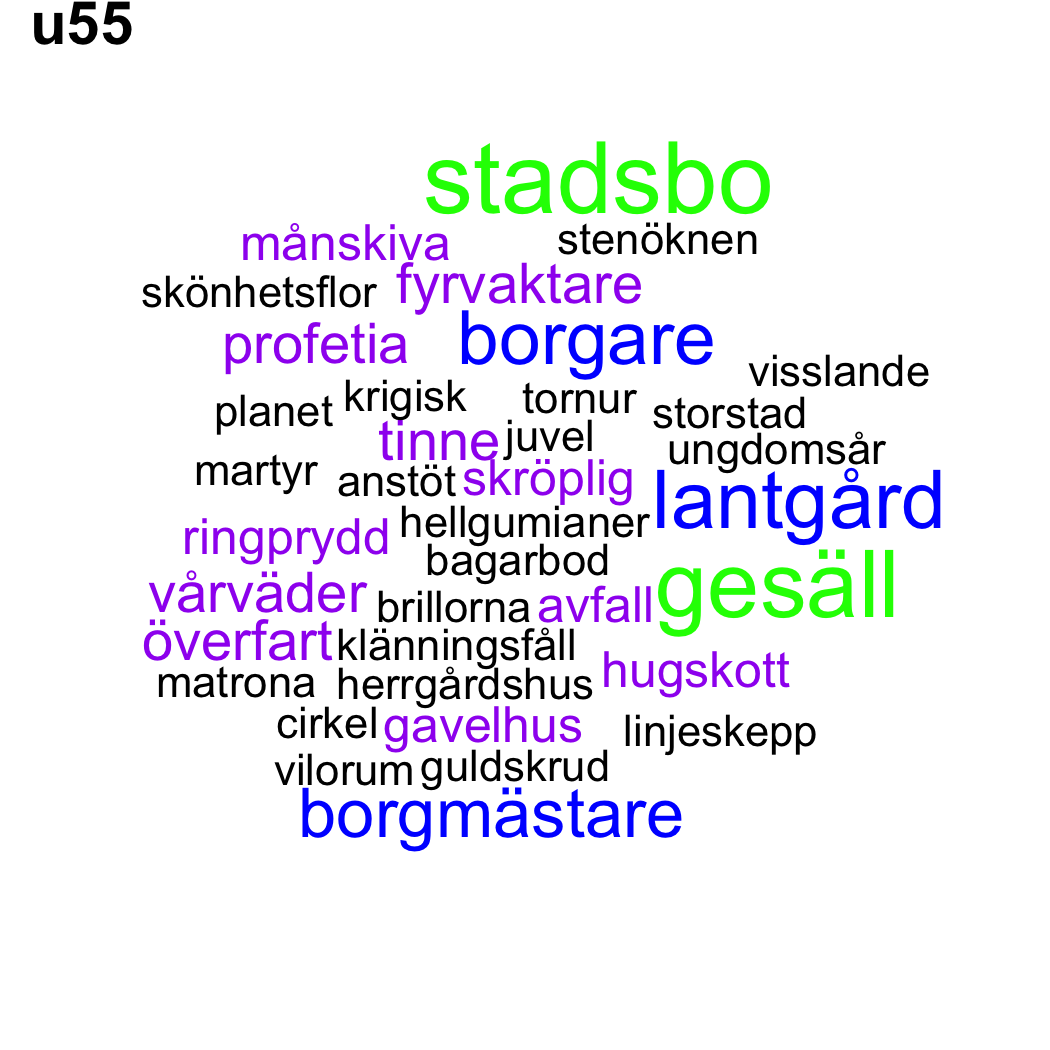 u55
stadsbo
månskiva stenöknen
skönhetsflor fyrvaktare
profetia borgare
visslande
planet krigisk tornur storstad
tinne juvel ungdomsår
martyr anstöt skröplig lantgård
ringprydd hellgumianer
bagarbod
vårväder brillorna avfall gesäll
överfart klänningsfåll
matrona herrgårdshus hugskott
cirkel gavelhus linjeskepp
vilorum guldskrud
borgmästare